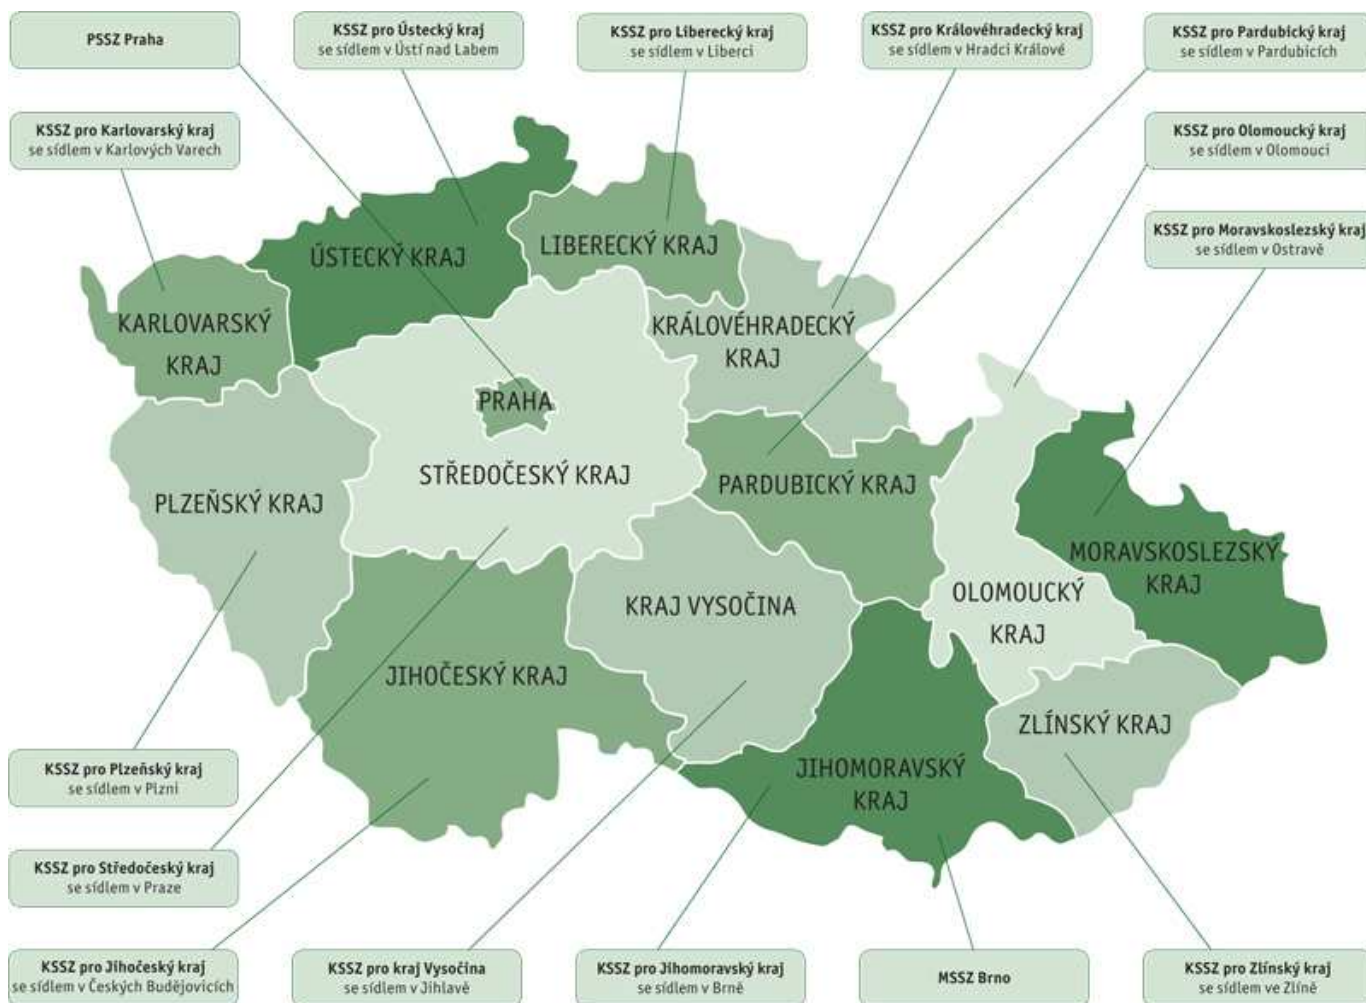 PSSZ Praha
KSSZ pro Ústecký kraj
se sídlem v Ústí nad Labem
KSSZ pro Liberecký kraj
se sídlem v Liberci
KSSZ pro Královéhradecký kraj
se sídlem v Hradci Králové
KSSZ pro Pardubický kraj
se sídlem v Pardubicích
KSSZ pro Karlovarský kraj
se sídlem v Karlových Varech
KSSZ pro Olomoucký kraj
se sídlem v Olomouci
KSSZ pro Moravskoslezský kraj
se sídlem v Ostravě
ÚSTECKÝ KRAJ
LIBERECKÝ KRAJ
KARLOVARSKÝ
KRAJ
KRÁLOVÉHRADECKÝ
KRAJ
PRAHA
STŘEDOČESKÝ KRAJ
PLZEŇSKÝ KRAJ
PARDUBICKÝ KRAJ
MORAVSKOSLEZSKÝ
KRAJ
OLOMOUCKÝ
KRAJ
KRAJ VYSOČINA
JIHOČESKÝ KRAJ
ZLÍNSKÝ KRAJ
JIHOMORAVSKÝ
KRAJ
KSSZ pro Plzeňský kraj
se sídlem v Plzni
KSSZ pro Středočeský kraj
se sídlem v Praze
KSSZ pro Jihočeský kraj
se sídlem v Českých Budějovicích
KSSZ pro kraj Vysočina
se sídlem v Jihlavě
KSSZ pro Jihomoravský kraj
se sídlem v Brně
MSSZ Brno
KSSZ pro Zlínský kraj
se sídlem ve Zlíně